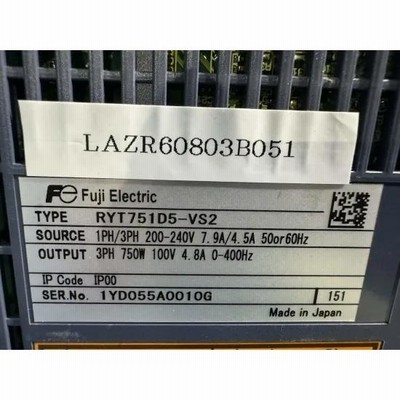 LAZR60803B051
Fe Fuji Electric
TYPE RYT751D5-VS2
SOURCE 1PH/3PH 200-240V 7.9A/4.5A 50or60Hz
OUTPUT 3PH 750W 100V 4.8A 0-400Hz
IP Code IP00
SER.No. 1YD055A0010G 151
Made in Japan